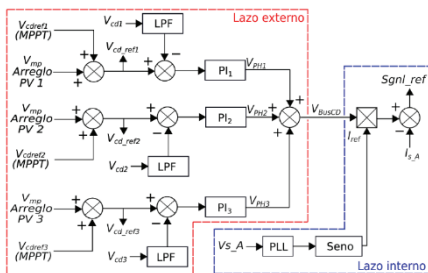 V_cd1
LPF
Lazo externo
V_cdref1
(MPPT)
V_cd_ref1
V_mp
Arreglo
PV 1
PI_1
V_PH1
Sgnl_ref
V_mp
Arreglo
PV 2
PI_2
V_PH2
V_BusCD
V_cd_ref2
I_ref
V_cdref2
(MPPT)
V_cd2
LPF
I_s_A
V_mp
Arreglo
PV 3
PI_3
V_PH3
V_cd_ref3
V_cdref3
(MPPT)
V_cd3
LPF
Vs_A
PLL
Seno
Lazo interno